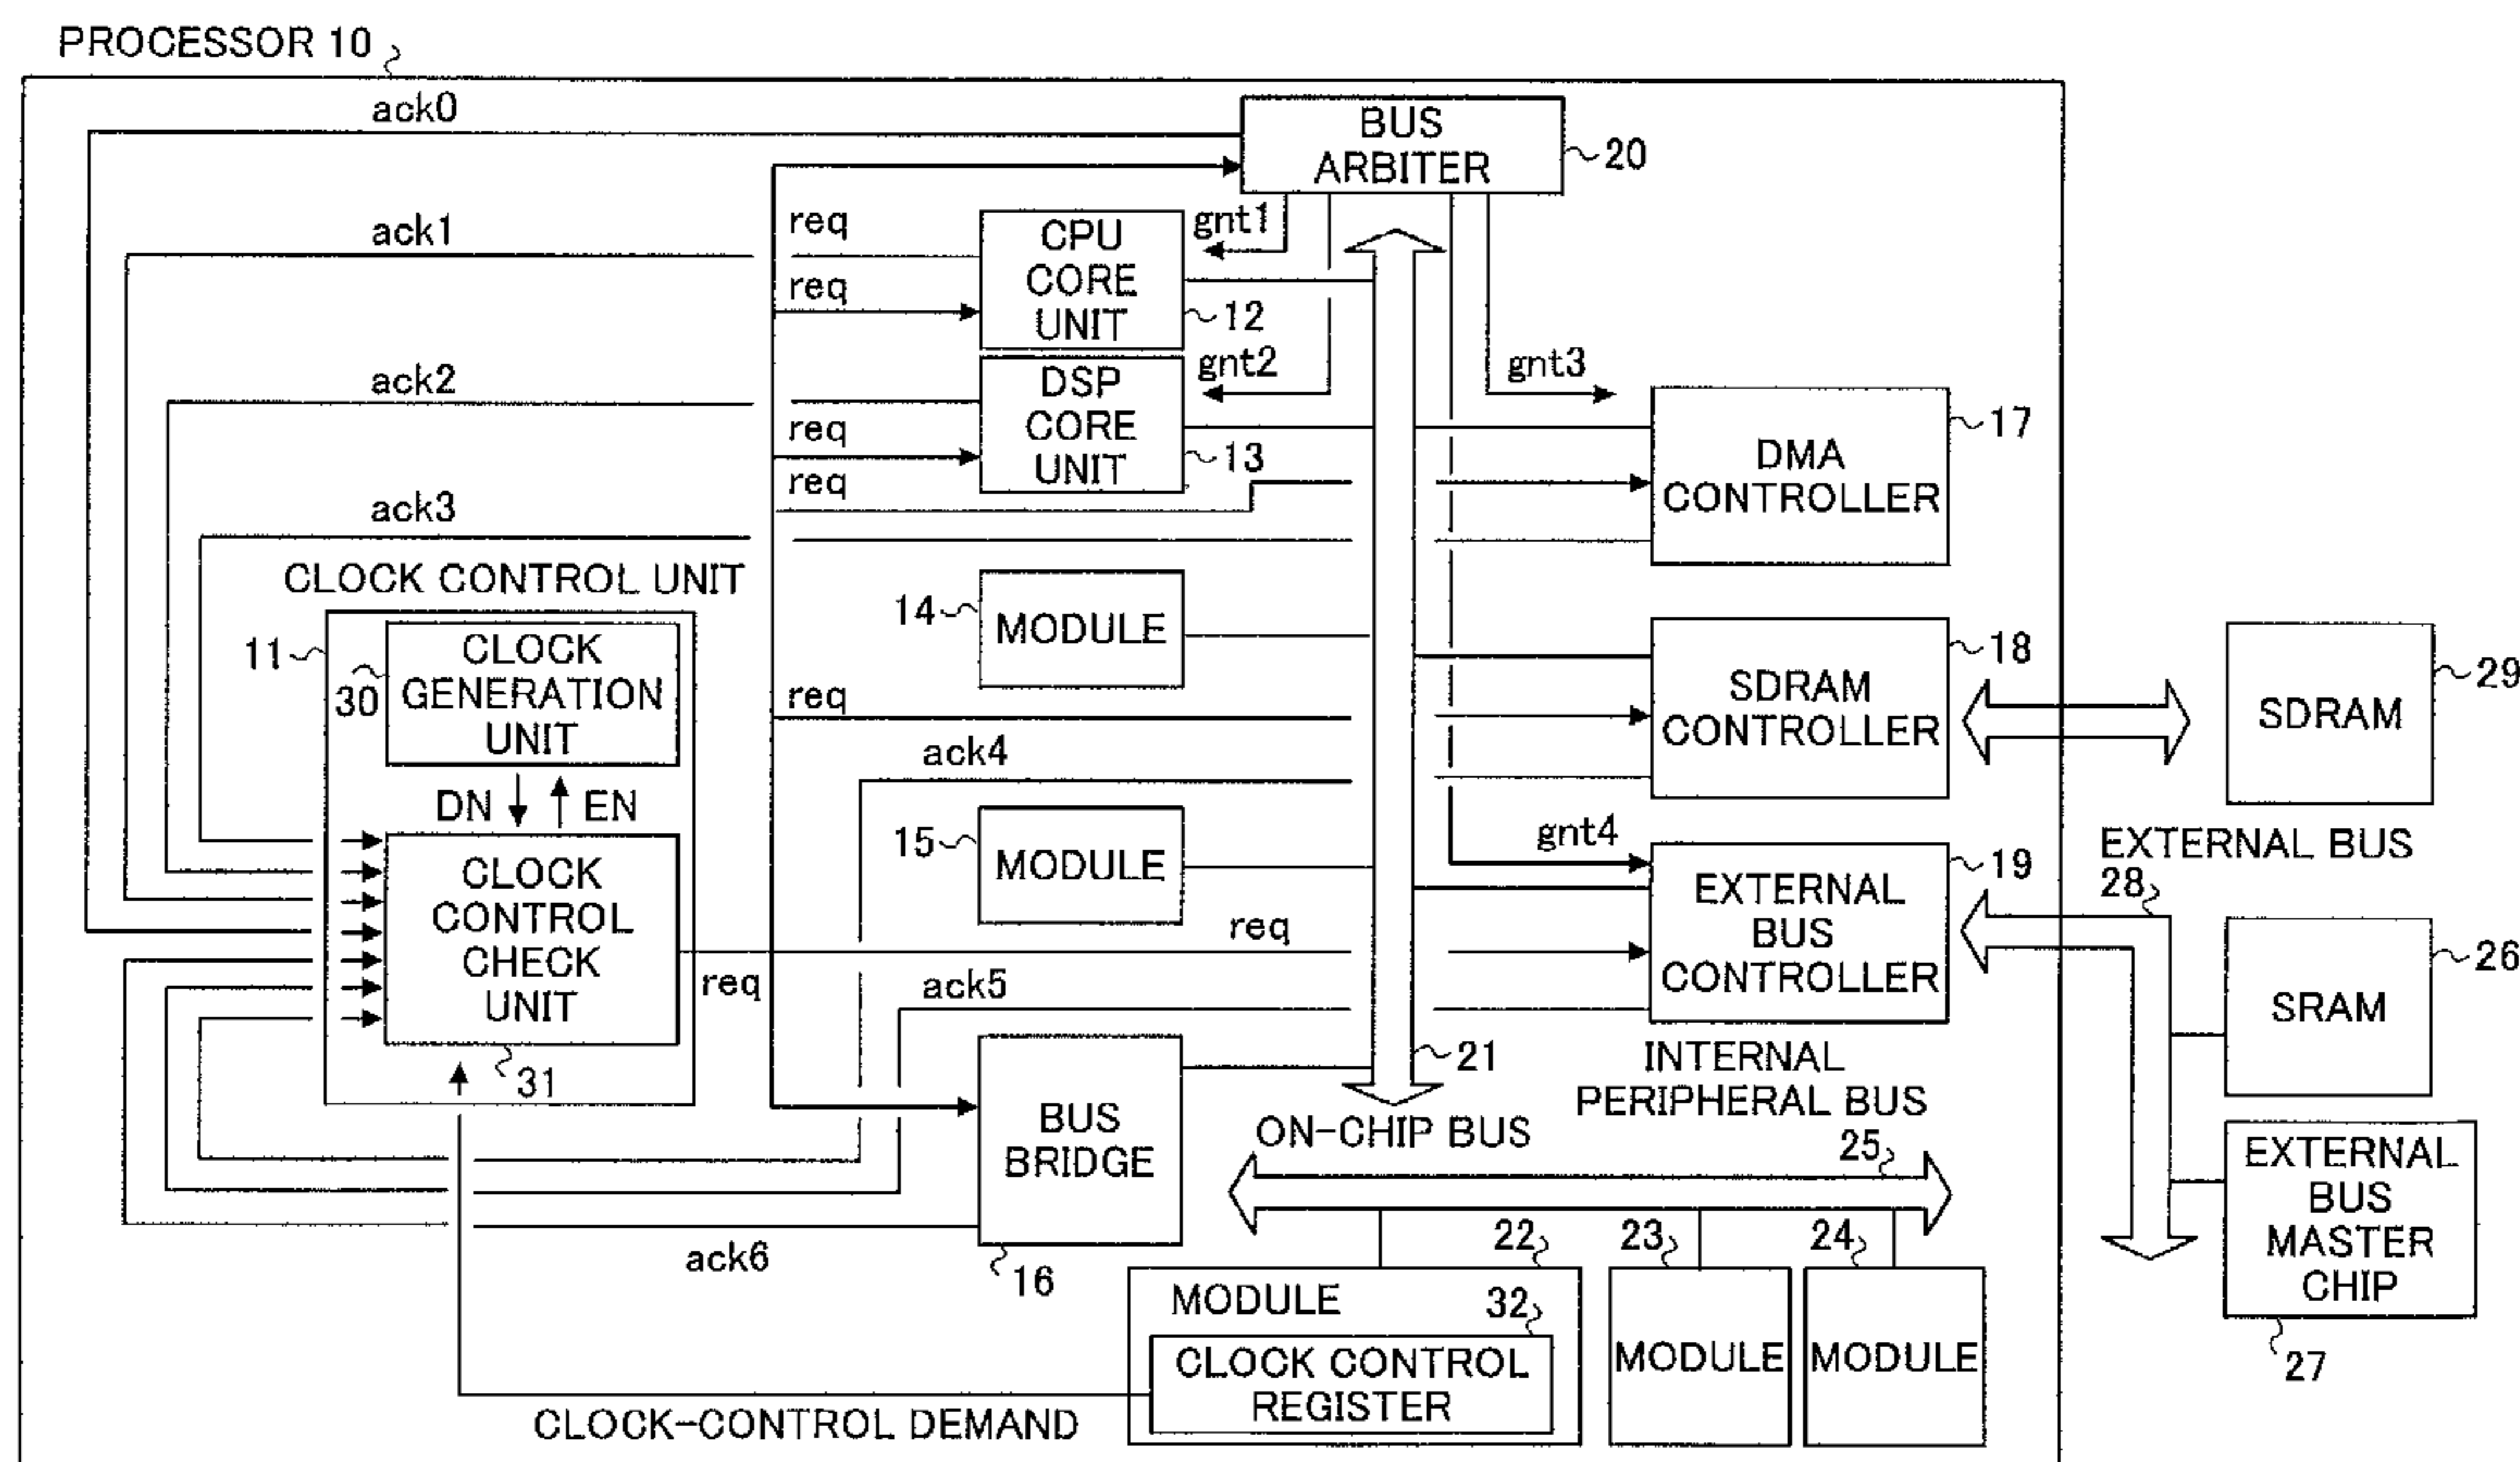 PROCESSOR 10
ack0
BUS
ARBITER
20
req
gnt1
ack1
CPU
CORE
UNIT
12
req
gnt2
gnt3
ack2
DSP
CORE
UNIT
13
req
req
17
DMA
CONTROLLER
ack3
CLOCK CONTROL UNIT
11
30
CLOCK
GENERATION
UNIT
14
MODULE
18
SDRAM
CONTROLLER
29
SDRAM
req
ack4
DN
EN
15
MODULE
gnt4
19
EXTERNAL
BUS
CONTROLLER
EXTERNAL BUS
28
CLOCK
CONTROL
CHECK
UNIT
31
req
req
ack5
26
SRAM
21
INTERNAL
PERIPHERAL BUS
25
ON-CHIP BUS
BUS
BRIDGE
16
ack6
EXTERNAL
BUS
MASTER
CHIP
27
22
23
24
MODULE
32
CLOCK CONTROL
REGISTER
MODULE
MODULE
CLOCK-CONTROL DEMAND